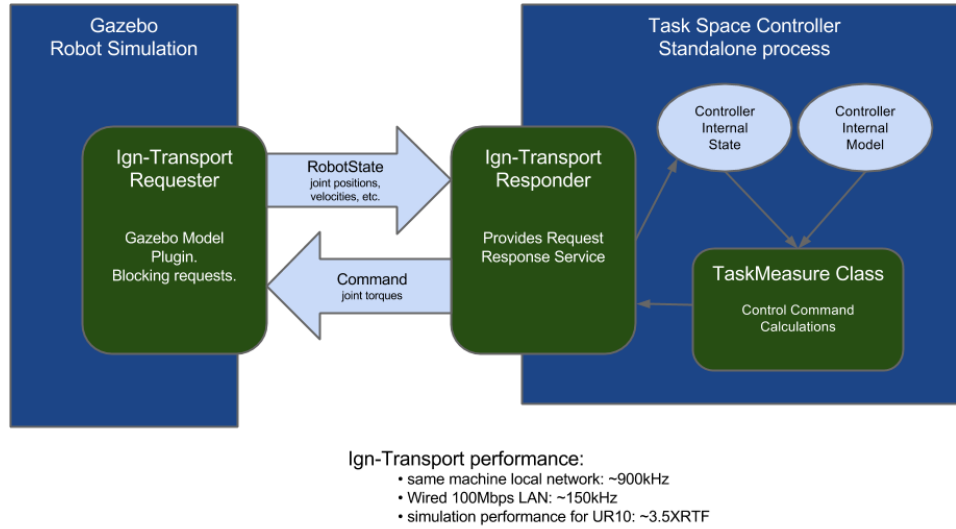 Gazebo
Robot Simulation
Task Space Controller
Standalone process
Controller
Internal
State
Controller
Internal
Model
Ign-Transport
Requester
Gazebo Model
Plugin.
Blocking requests.
RobotState
joint positions,
velocities, etc.
Command
joint torques
Ign-Transport
Responder
Provides Request
Response Service
TaskMeasure Class
Control Command
Calculations
Ign-Transport performance:
• same machine local network: ~900kHz
• Wired 100Mbps LAN: ~150kHz
• simulation performance for UR10: ~3.5XRTF